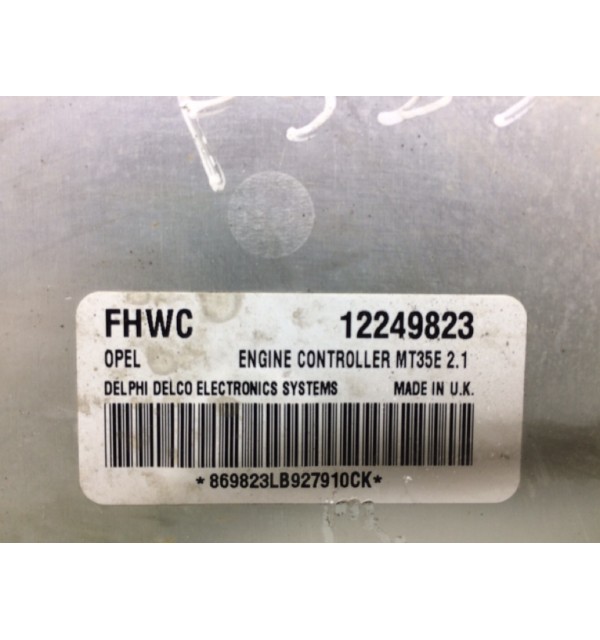 FHWC 12249823
OPEL ENGINE CONTROLLER MT35E 2.1
DELPHI DELCO ELECTRONICS SYSTEMS MADE IN U.K.
*869823LB927910CK*